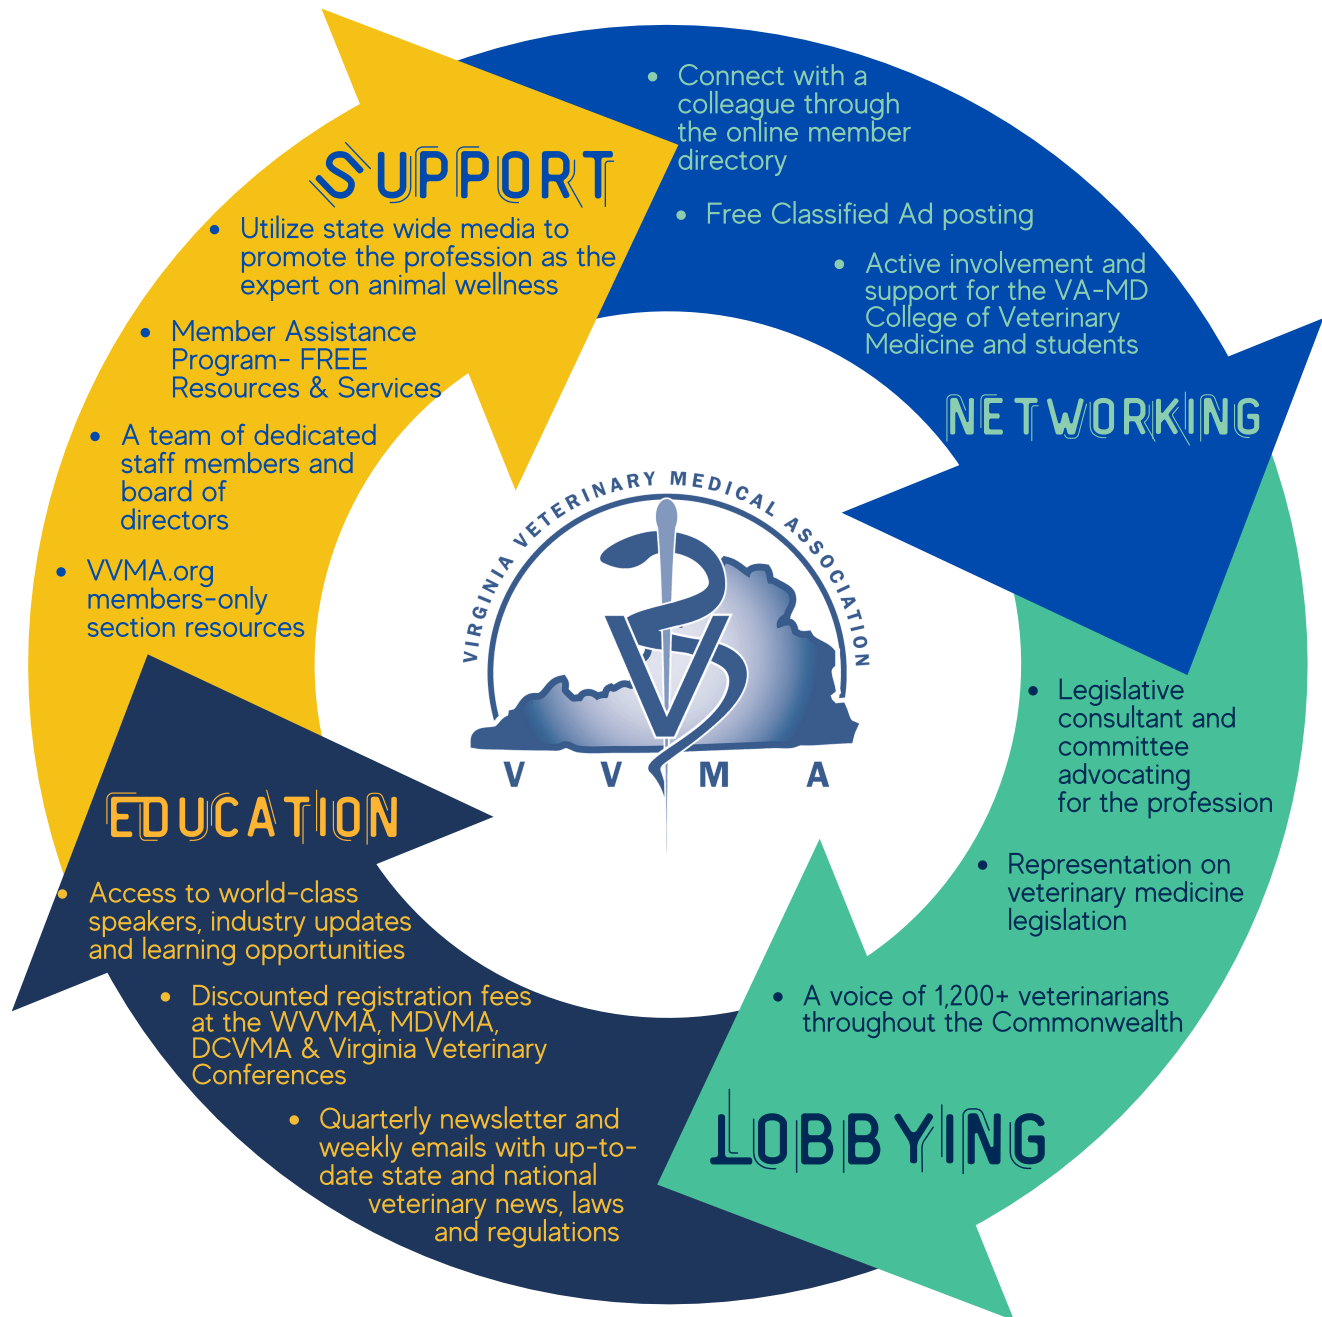 SUPPORT
• Utilize state wide media to
promote the profession as the
expert on animal wellness
• Member Assistance
Program- FREE
Resources & Services
• A team of dedicated
staff members and
board of
directors
• VVMA.org
members-only
section resources
• Connect with a
colleague through
the online member
directory
• Free Classified Ad posting
• Active involvement and
support for the VA-MD
College of Veterinary
Medicine and students
NETWORKING
VIRGINIA VETERINARY MEDICAL ASSOCIATION
V
V V M A
• Legislative
consultant and
committee
advocating
for the profession
• Representation on
veterinary medicine
legislation
• A voice of 1,200+ veterinarians
throughout the Commonwealth
LOBBYING
EDUCATION
• Access to world-class
speakers, industry updates
and learning opportunities
• Discounted registration fees
at the WVVMA, MDVMA,
DCVMA & Virginia Veterinary
Conferences
• Quarterly newsletter and
weekly emails with up-to-
date state and national
veterinary news, laws
and regulations